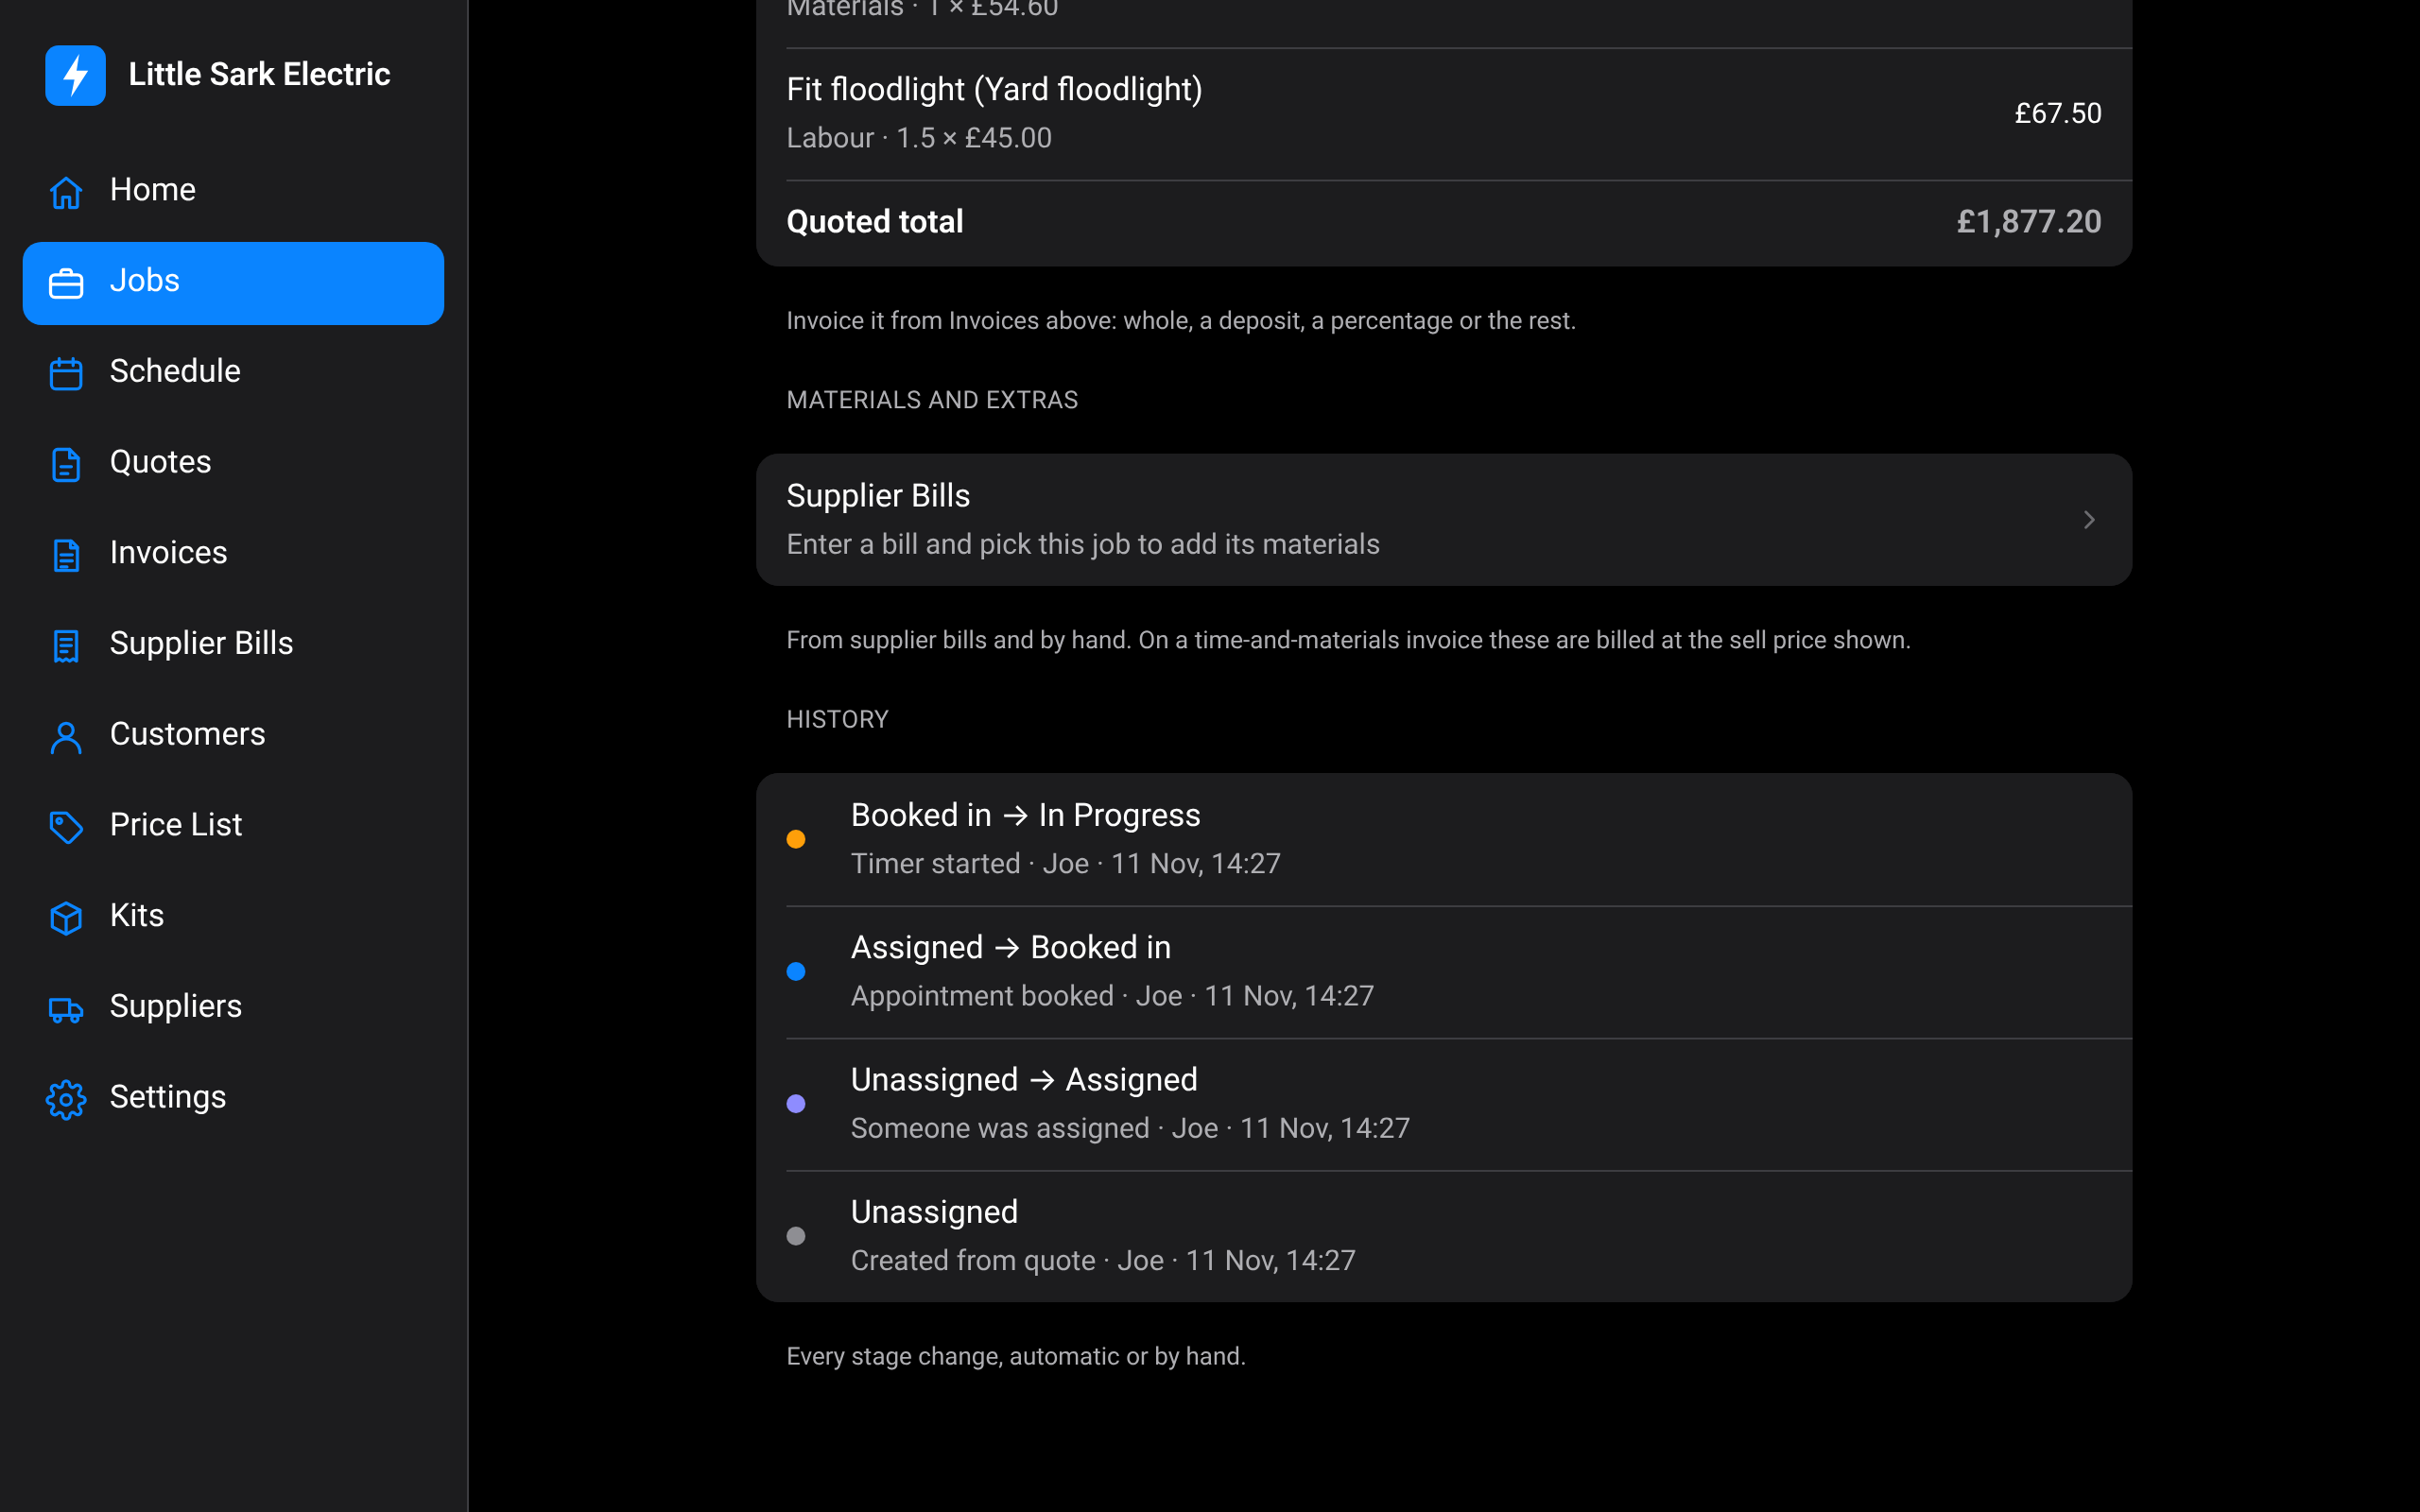 Little Sark Electric
Home
Jobs
Schedule
Quotes
Invoices
Supplier Bills
Customers
Price List
Kits
Suppliers
Settings
Materials · 1 × £54.60
Fit floodlight (Yard floodlight)
£67.50
Labour · 1.5 × £45.00
Quoted total
£1,877.20
Invoice it from Invoices above: whole, a deposit, a percentage or the rest.
MATERIALS AND EXTRAS
Supplier Bills
Enter a bill and pick this job to add its materials
From supplier bills and by hand. On a time-and-materials invoice these are billed at the sell price shown.
HISTORY
Booked in → In Progress
Timer started · Joe · 11 Nov, 14:27
Assigned → Booked in
Appointment booked · Joe · 11 Nov, 14:27
Unassigned → Assigned
Someone was assigned · Joe · 11 Nov, 14:27
Unassigned
Created from quote · Joe · 11 Nov, 14:27
Every stage change, automatic or by hand.